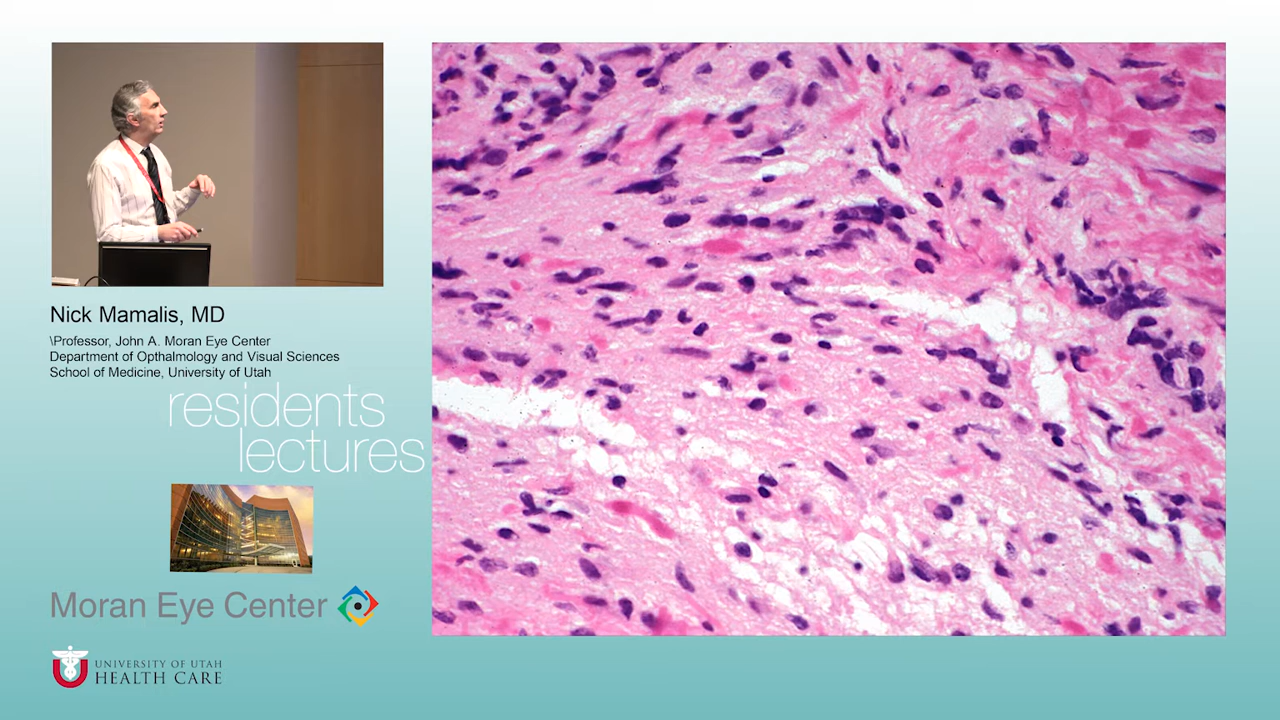 Nick Mamalis, MD
\Professor, John A. Moran Eye Center
Department of Opthalmology and Visual Sciences
School of Medicine, University of Utah
residents
lectures
Moran Eye Center
UNIVERSITY OF UTAH
HEALTH CARE